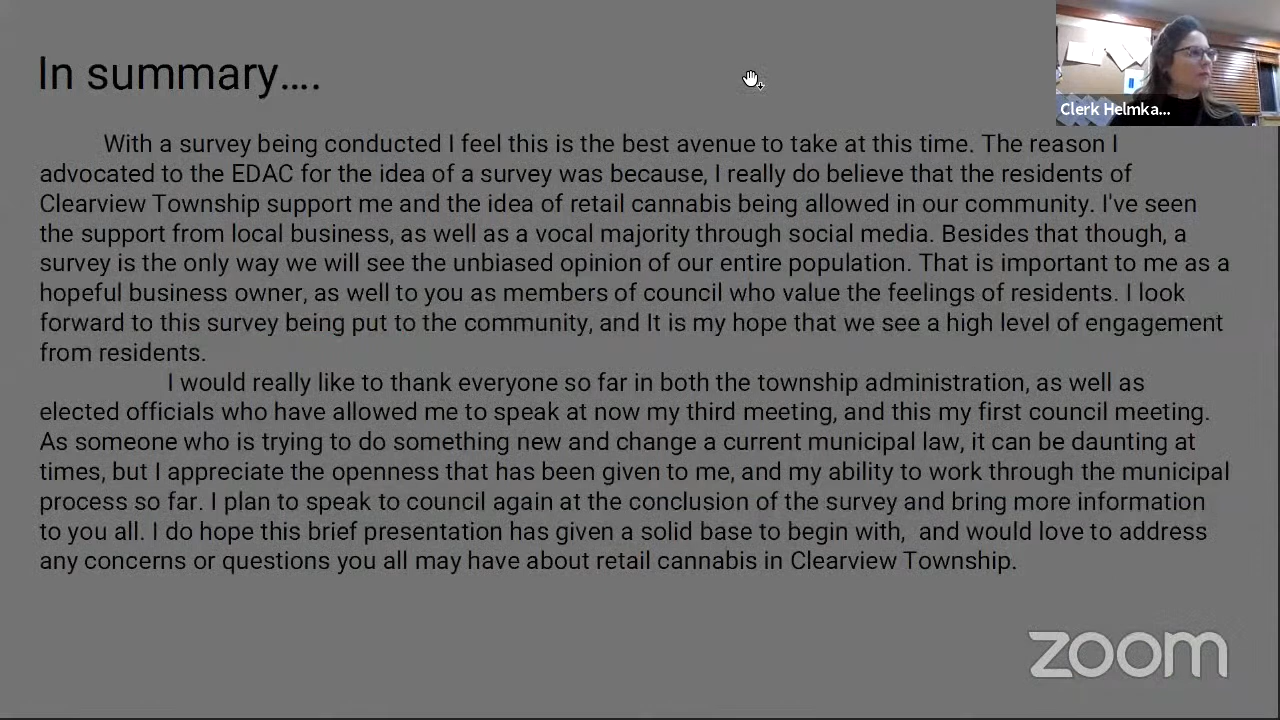 In summary....
Clerk Helmka...
With a survey being conducted I feel this is the best avenue to take at this time. The reason I
advocated to the EDAC for the idea of a survey was because, I really do believe that the residents of
Clearview Township support me and the idea of retail cannabis being allowed in our community. I've seen
the support from local business, as well as a vocal majority through social media. Besides that though, a
survey is the only way we will see the unbiased opinion of our entire population. That is important to me as a
hopeful business owner, as well to you as members of council who value the feelings of residents. I look
forward to this survey being put to the community, and It is my hope that we see a high level of engagement
from residents.
I would really like to thank everyone so far in both the township administration, as well as
elected officials who have allowed me to speak at now my third meeting, and this my first council meeting.
As someone who is trying to do something new and change a current municipal law, it can be daunting at
times, but I appreciate the openness that has been given to me, and my ability to work through the municipal
process so far. I plan to speak to council again at the conclusion of the survey and bring more information
to you all. I do hope this brief presentation has given a solid base to begin with,  and would love to address
any concerns or questions you all may have about retail cannabis in Clearview Township.
zoom